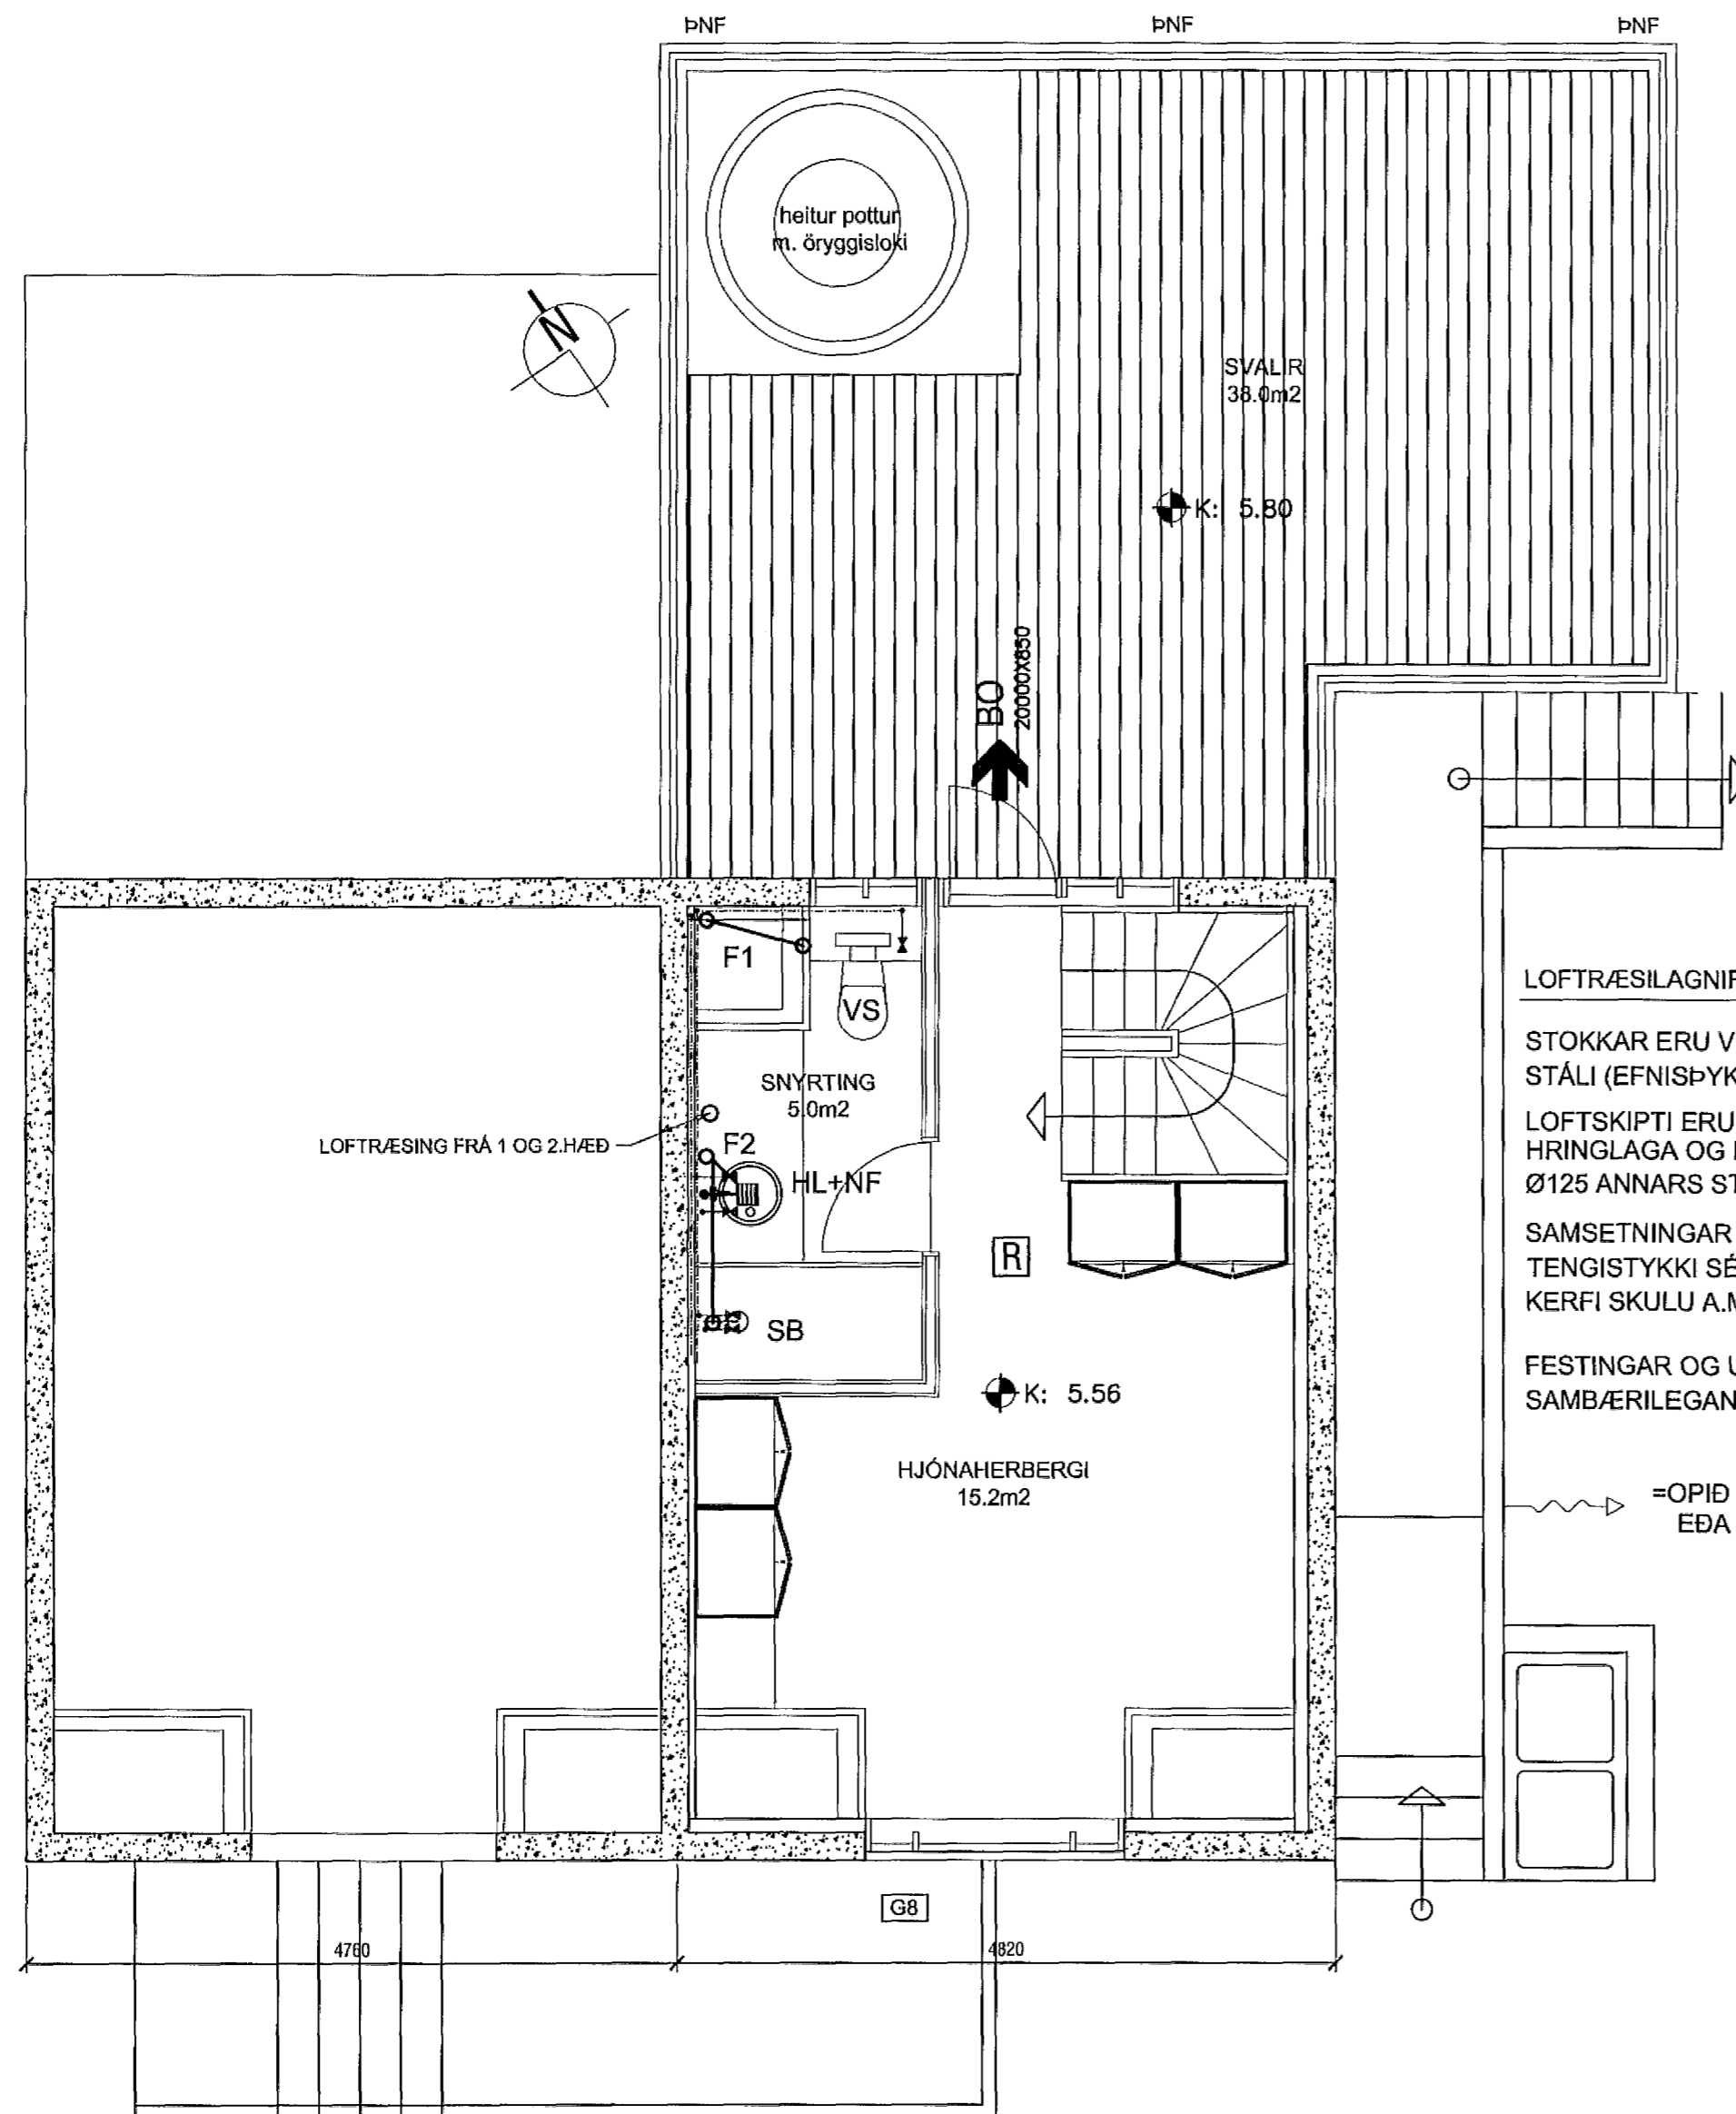 ÞNF
ÞNF
ÞNF
heitur pottur
m. öryggisloki
N
SVALIR
38.0m2
K: 5.80
BO
20000X850
F1
VS
SNYRTING
5.0m2
LOFTRÆSING FRÁ 1 OG 2.HÆÐ
F2
HL+NF
R
SB
K: 5.56
HJÓNAHERBERGI
15.2m2
LOFTRÆSILAGNIR
STOKKAR ERU V
STÁLI (EFNISÞYK
LOFTSKIPTI ERU
HRINGLAGA OG
Ø125 ANNARS ST
SAMSETNINGAR
TENGISTYKKI SÉ
KERFI SKULU A.M
FESTINGAR OG U
SAMBÆRILEGAN
=OPIÐ
EÐA
G8
4760
4820